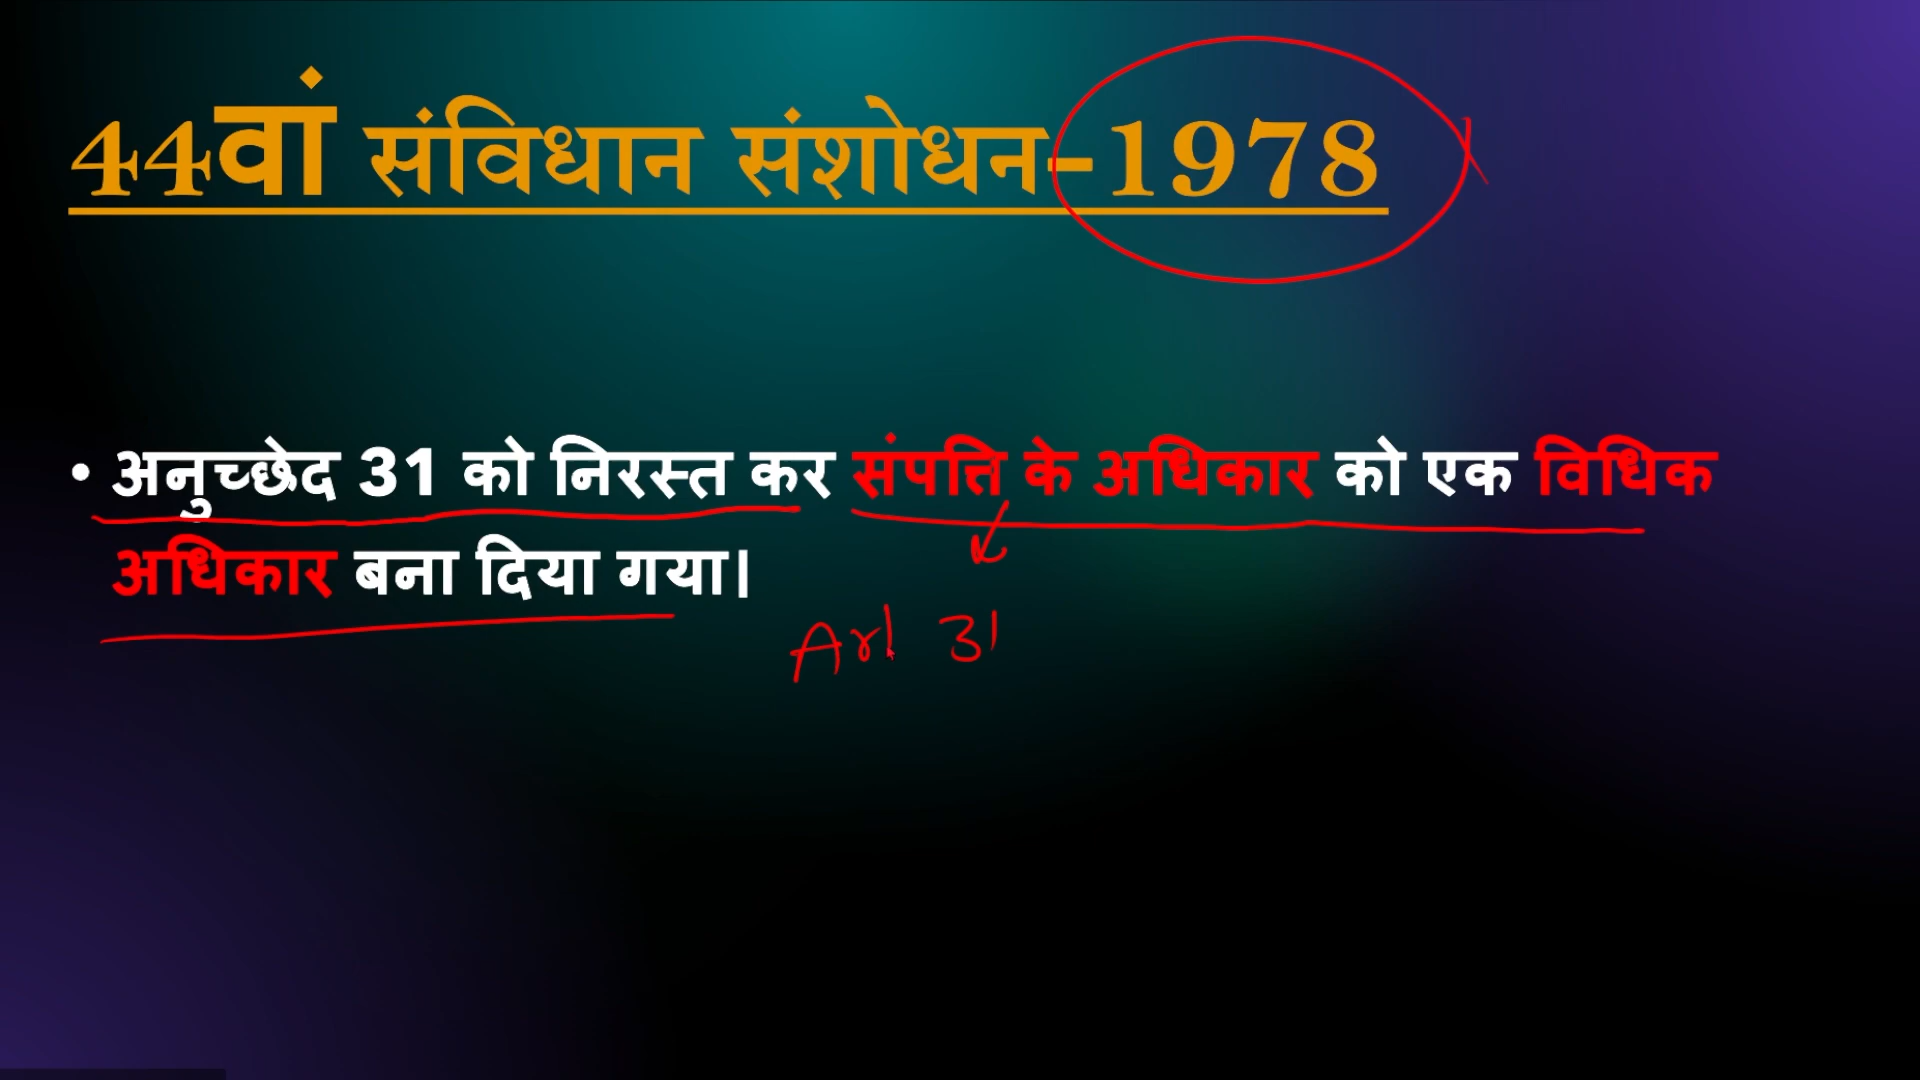 44वां संविधान संशोधन-1978
• अनुच्छेद 31 को निरस्त कर संपत्ति के अधिकार को एक विधिक
अधिकार बना दिया गया।
Art 31